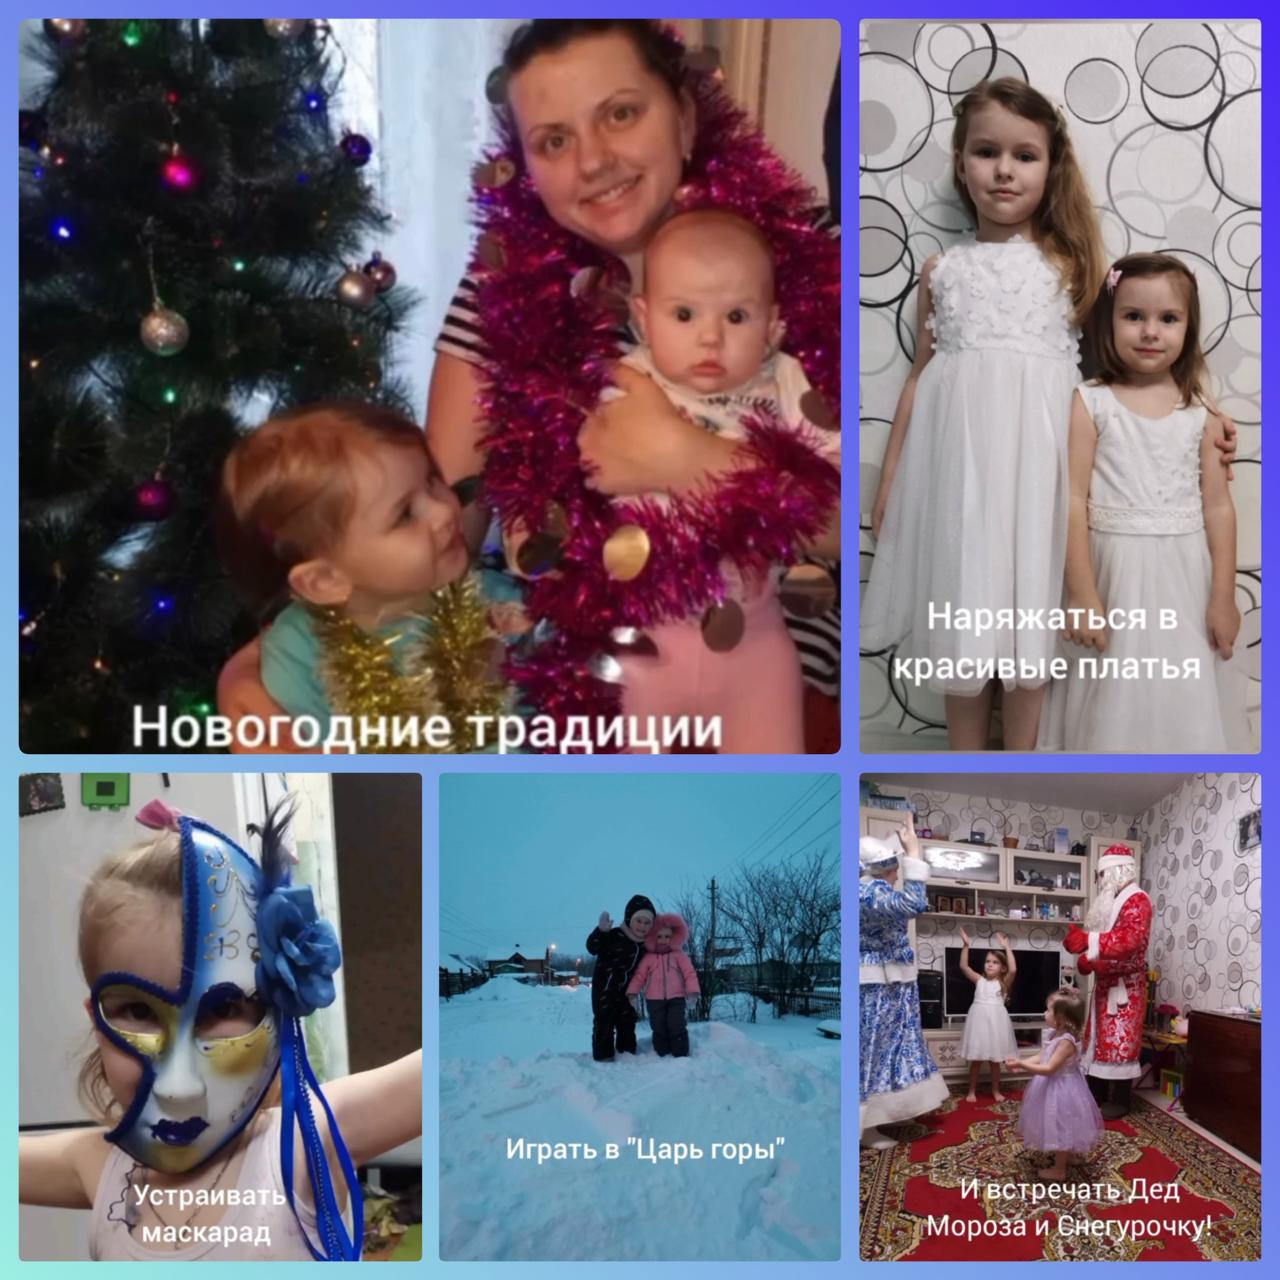 Новогодние традиции
Наряжаться в
красивые платья
Устраивать
маскарад
Играть в "Царь горы"
И встречать Дед
Мороза и Снегурочку!